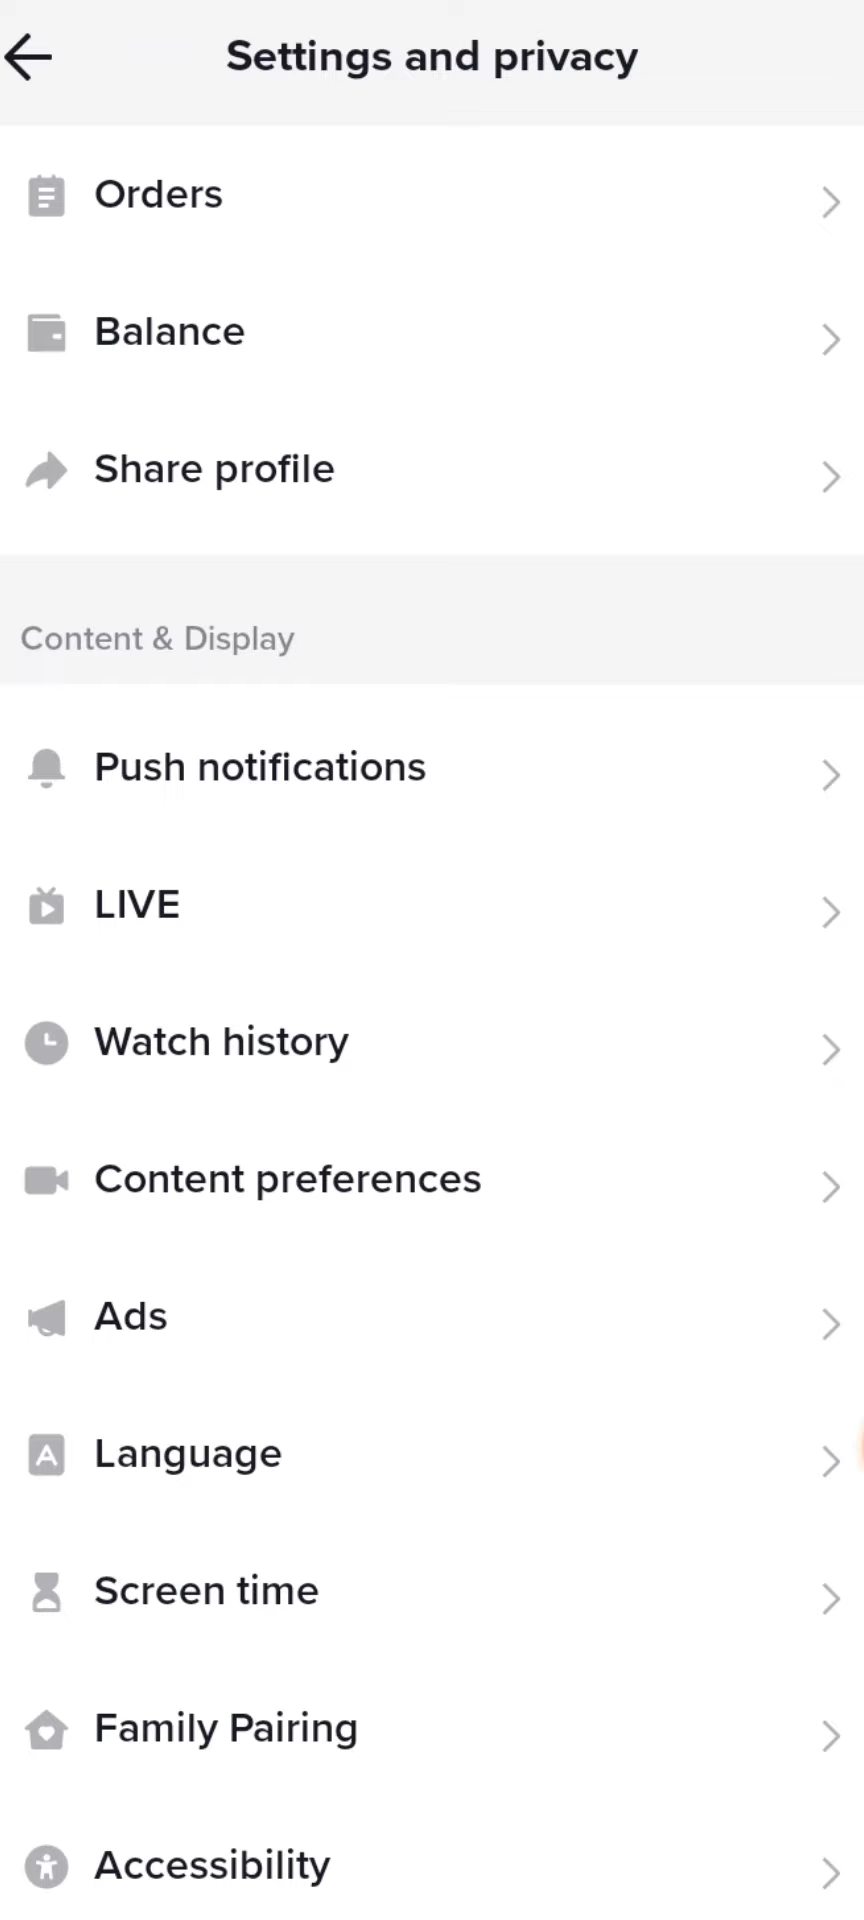 Settings and privacy
Orders
Balance
Share profile
Content & Display
Push notifications
LIVE
Watch history
Content preferences
Ads
A Language
Screen time
Family Pairing
Accessibility